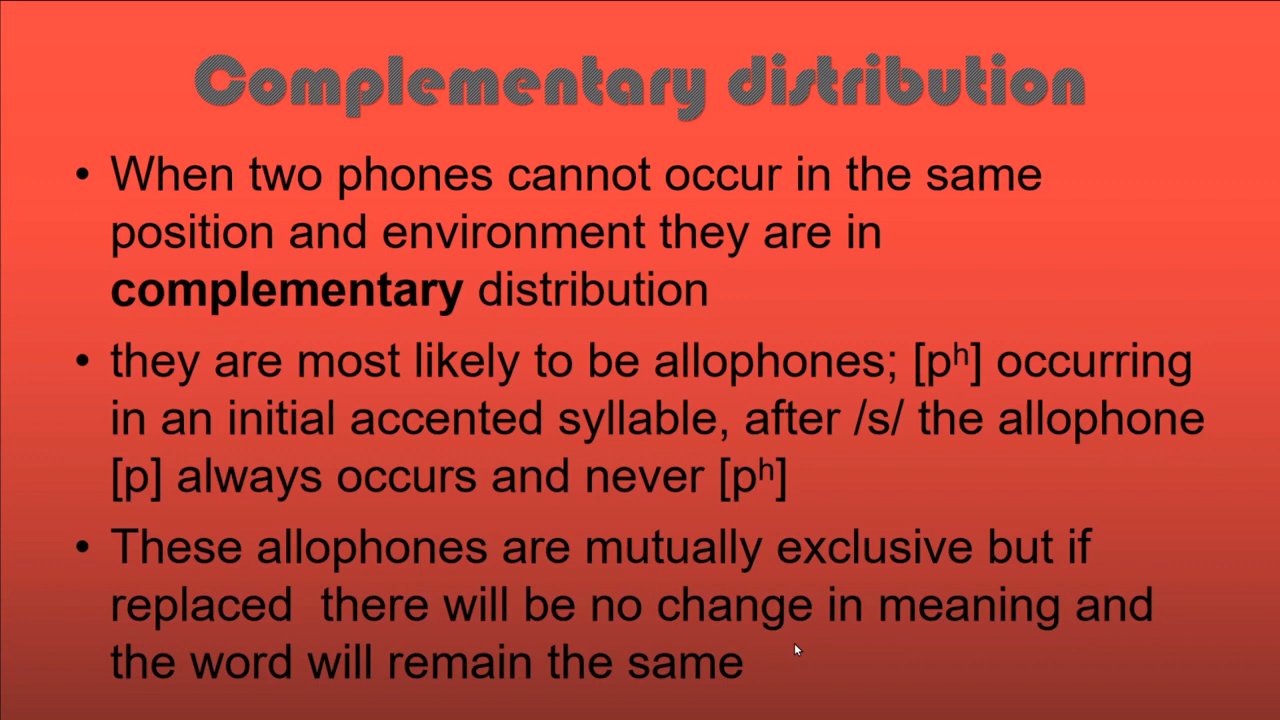 Complementary distribution
• When two phones cannot occur in the same
position and environment they are in
complementary distribution
• they are most likely to be allophones; [pʰ] occurring
in an initial accented syllable, after /s/ the allophone
[p] always occurs and never [pʰ]
• These allophones are mutually exclusive but if
replaced  there will be no change in meaning and
the word will remain the same